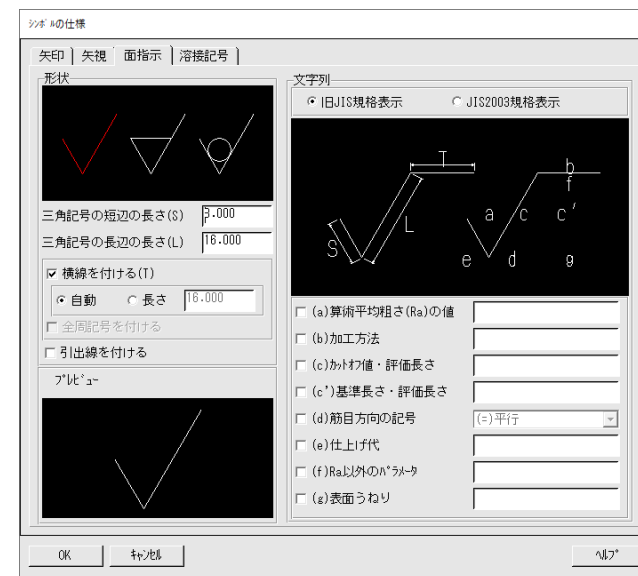 ｼﾝﾎﾞﾙの仕様
矢印 矢視 面指示 溶接記号
形状
三角記号の短辺の長さ(S) 8.000
三角記号の長辺の長さ(L) 16.000
横線を付ける(T)
自動 長さ 16.000
全周記号を付ける
引出線を付ける
ﾌﾟﾚﾋﾞｭｰ
文字列
旧JIS規格表示 JIS2003規格表示
T
b
f
a c c'
L
S
e d g
(a)算術平均粗さ(Ra)の値
(b)加工方法
(c)ｶｯﾄｵﾌ値・評価長さ
(c')基準長さ・評価長さ
(d)筋目方向の記号 (=)平行
(e)仕上げ代
(f)Ra以外のﾊﾟﾗﾒｰﾀ
(g)表面うねり
OK ｷｬﾝｾﾙ ﾍﾙﾌﾟ